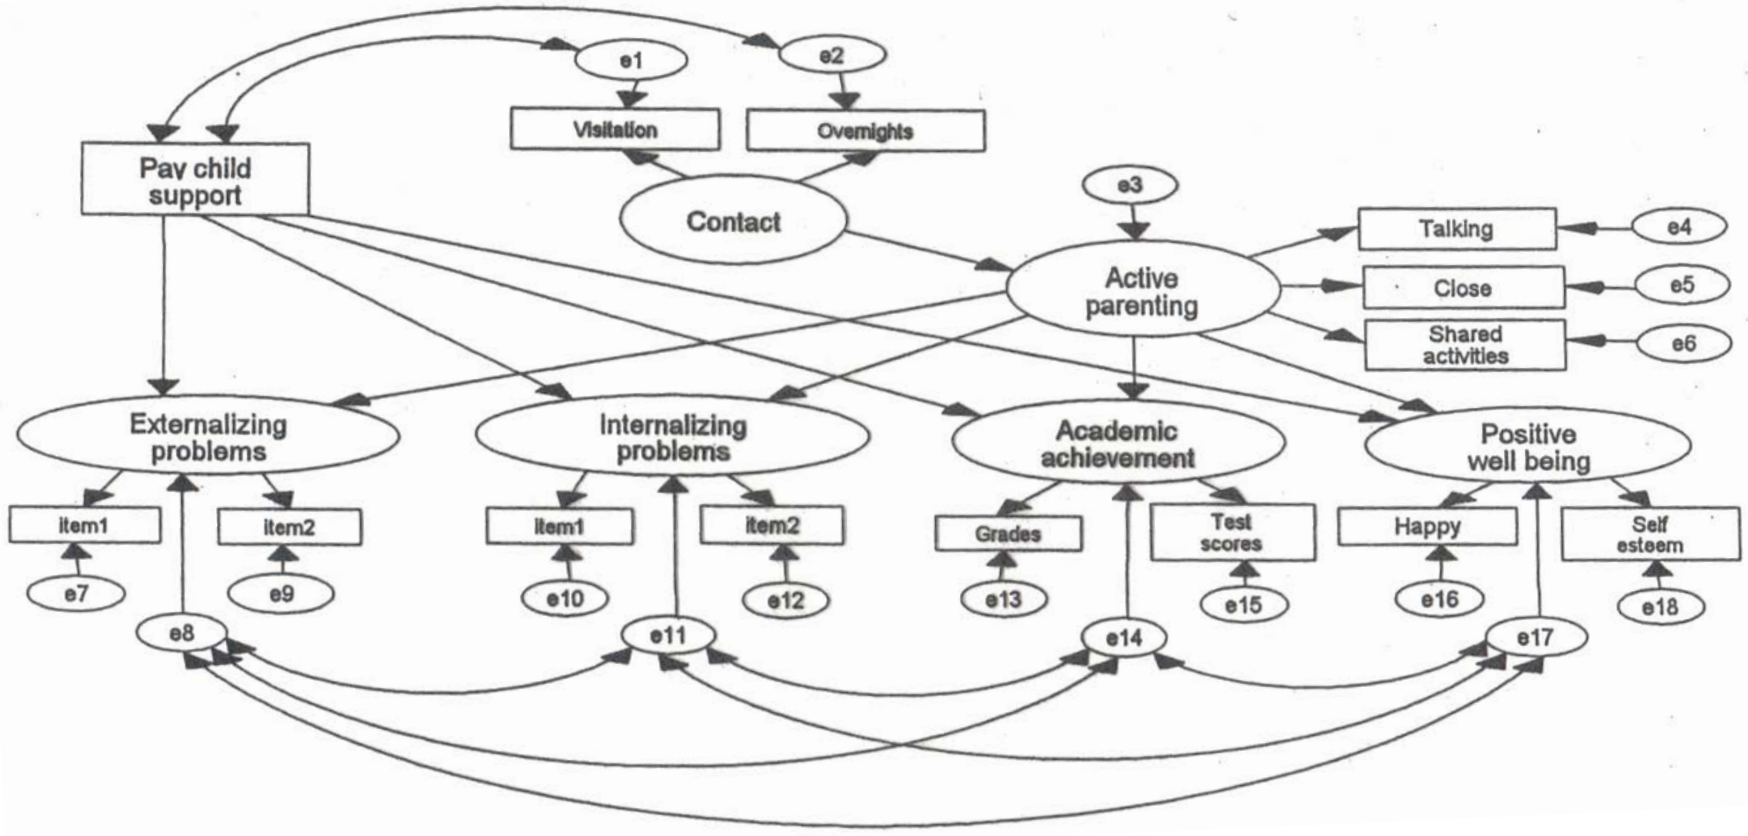 e1
e2
Visitation
Overnights
Pay child
support
e3
Contact
Talking
e4
Active
parenting
Close
e5
Shared
activities
e6
Externalizing
problems
Internalizing
problems
Academic
achievement
Positive
well being
item1
item2
item1
item2
Grades
Test
scores
Happy
Self
esteem
e7
e9
e10
e12
e13
e15
e16
e18
e8
e11
e14
e17